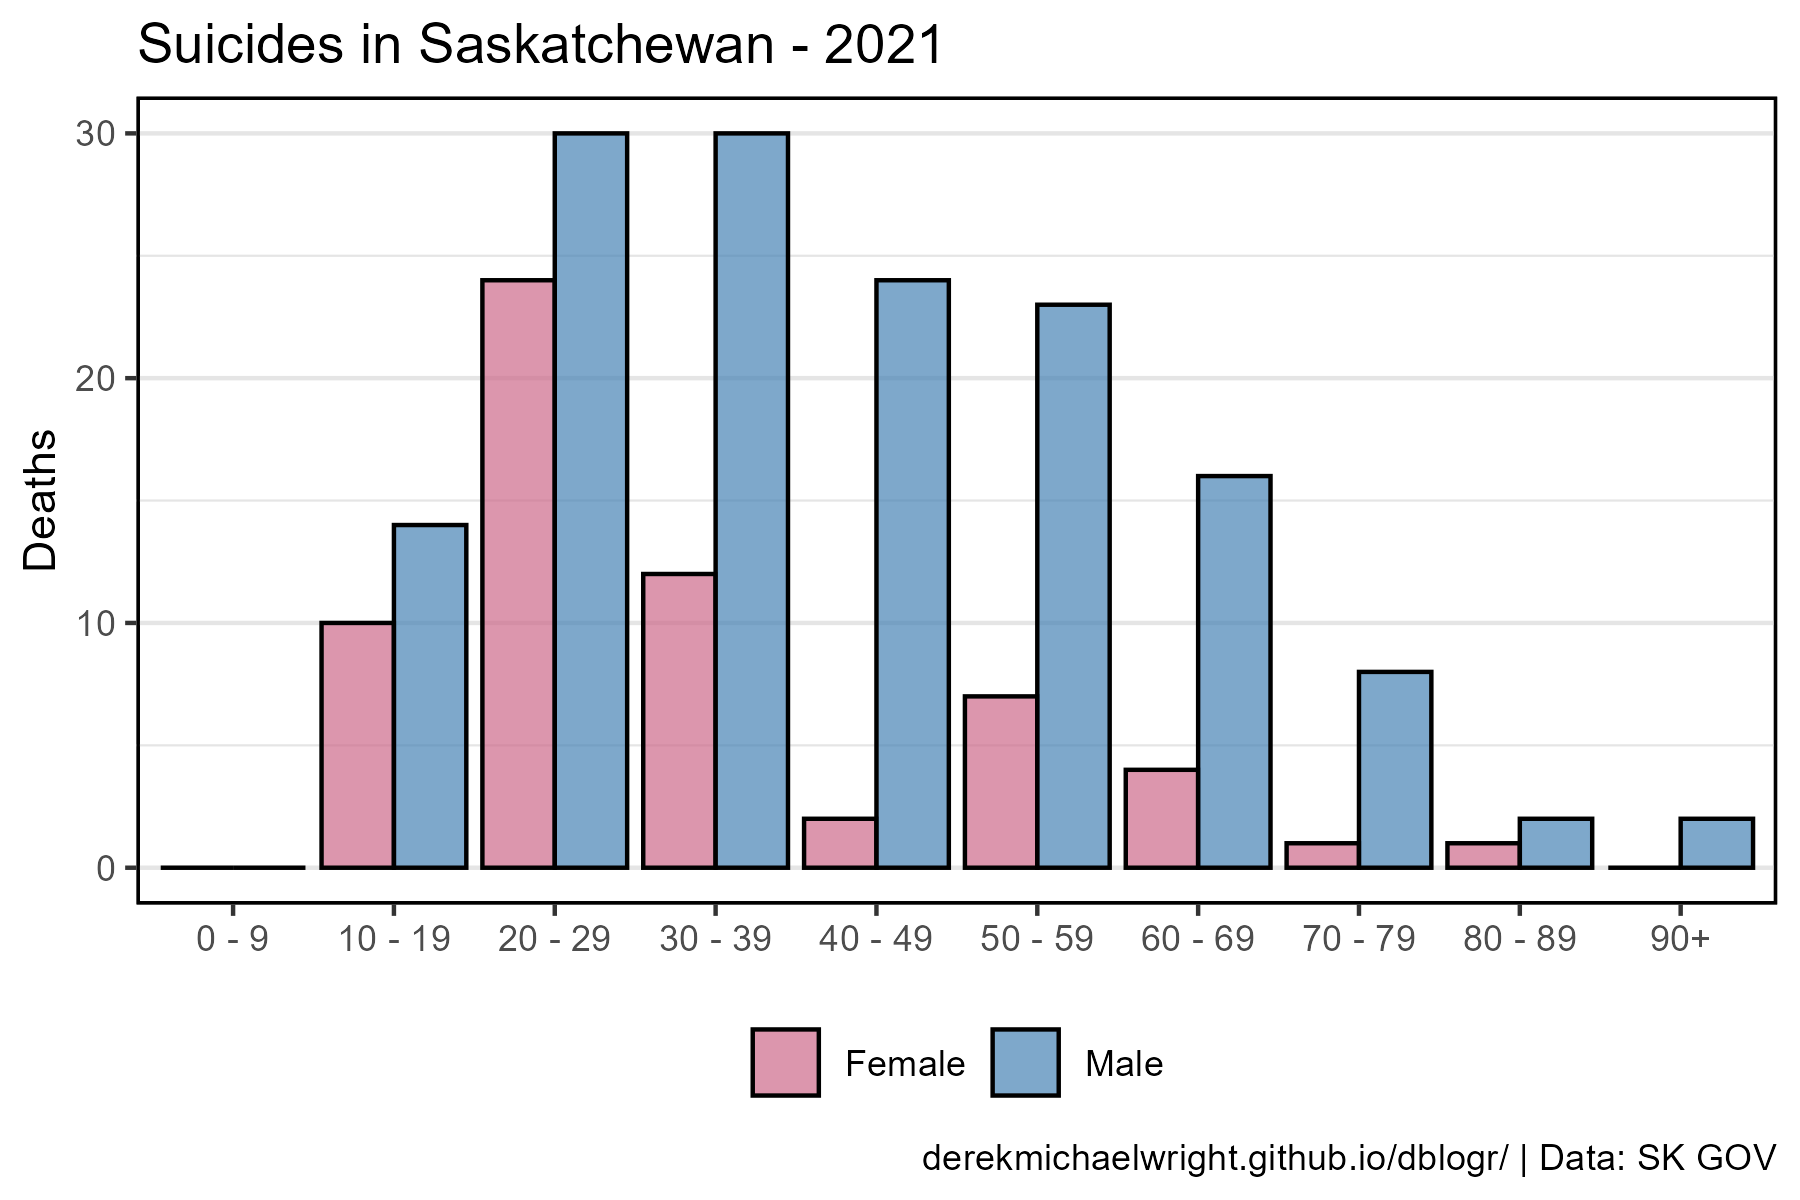 Suicides in Saskatchewan - 2021
Deaths
30
20
10
0
0 - 9 10 - 19 20 - 29 30 - 39 40 - 49 50 - 59 60 - 69 70 - 79 80 - 89 90+
Female Male
derekmichaelwright.github.io/dblogr/ | Data: SK GOV